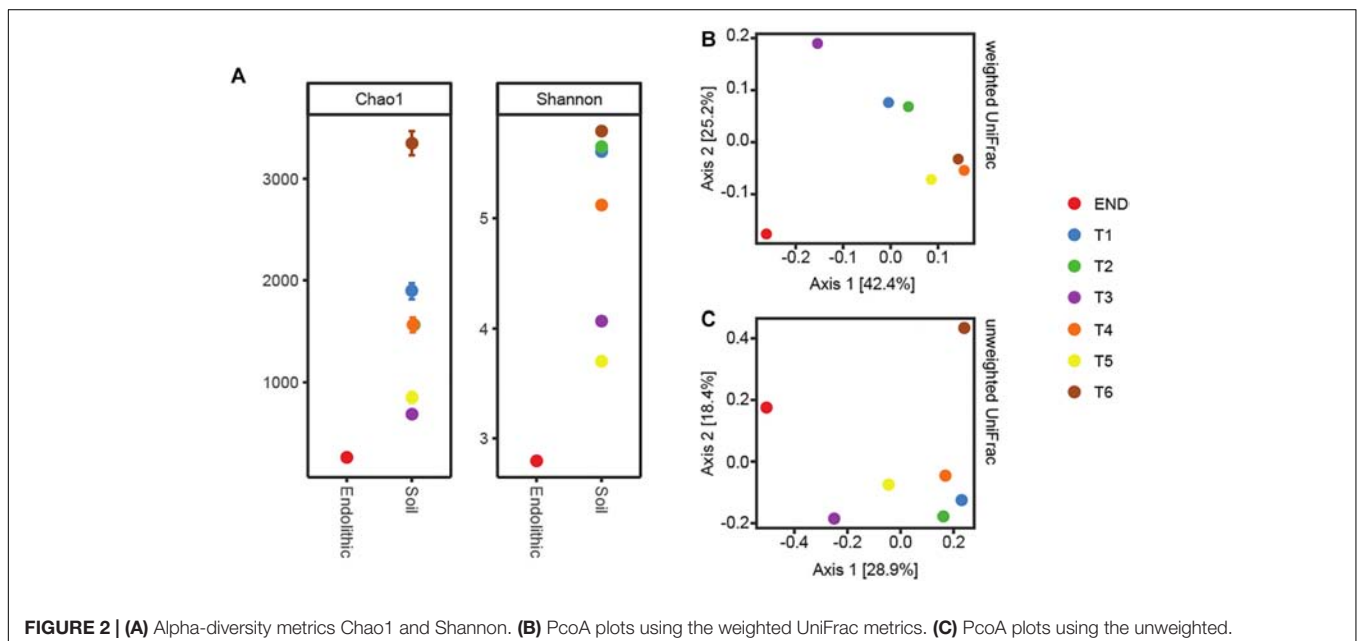 A
Chao1
Shannon
3000
2000
1000
5
4
3
Endolithic
Soil
Endolithic
Soil
B
0.2
0.1
0.0
-0.1
Axis 2 [25.2%]
-0.2
-0.1
0.0
0.1
Axis 1 [42.4%]
weighted UniFrac
C
0.4
0.2
0.0
-0.2
Axis 2 [18.4%]
-0.4
-0.2
0.0
0.2
Axis 1 [28.9%]
unweighted UniFrac
END
T1
T2
T3
T4
T5
T6
FIGURE 2 | (A) Alpha-diversity metrics Chao1 and Shannon. (B) PcoA plots using the weighted UniFrac metrics. (C) PcoA plots using the unweighted.